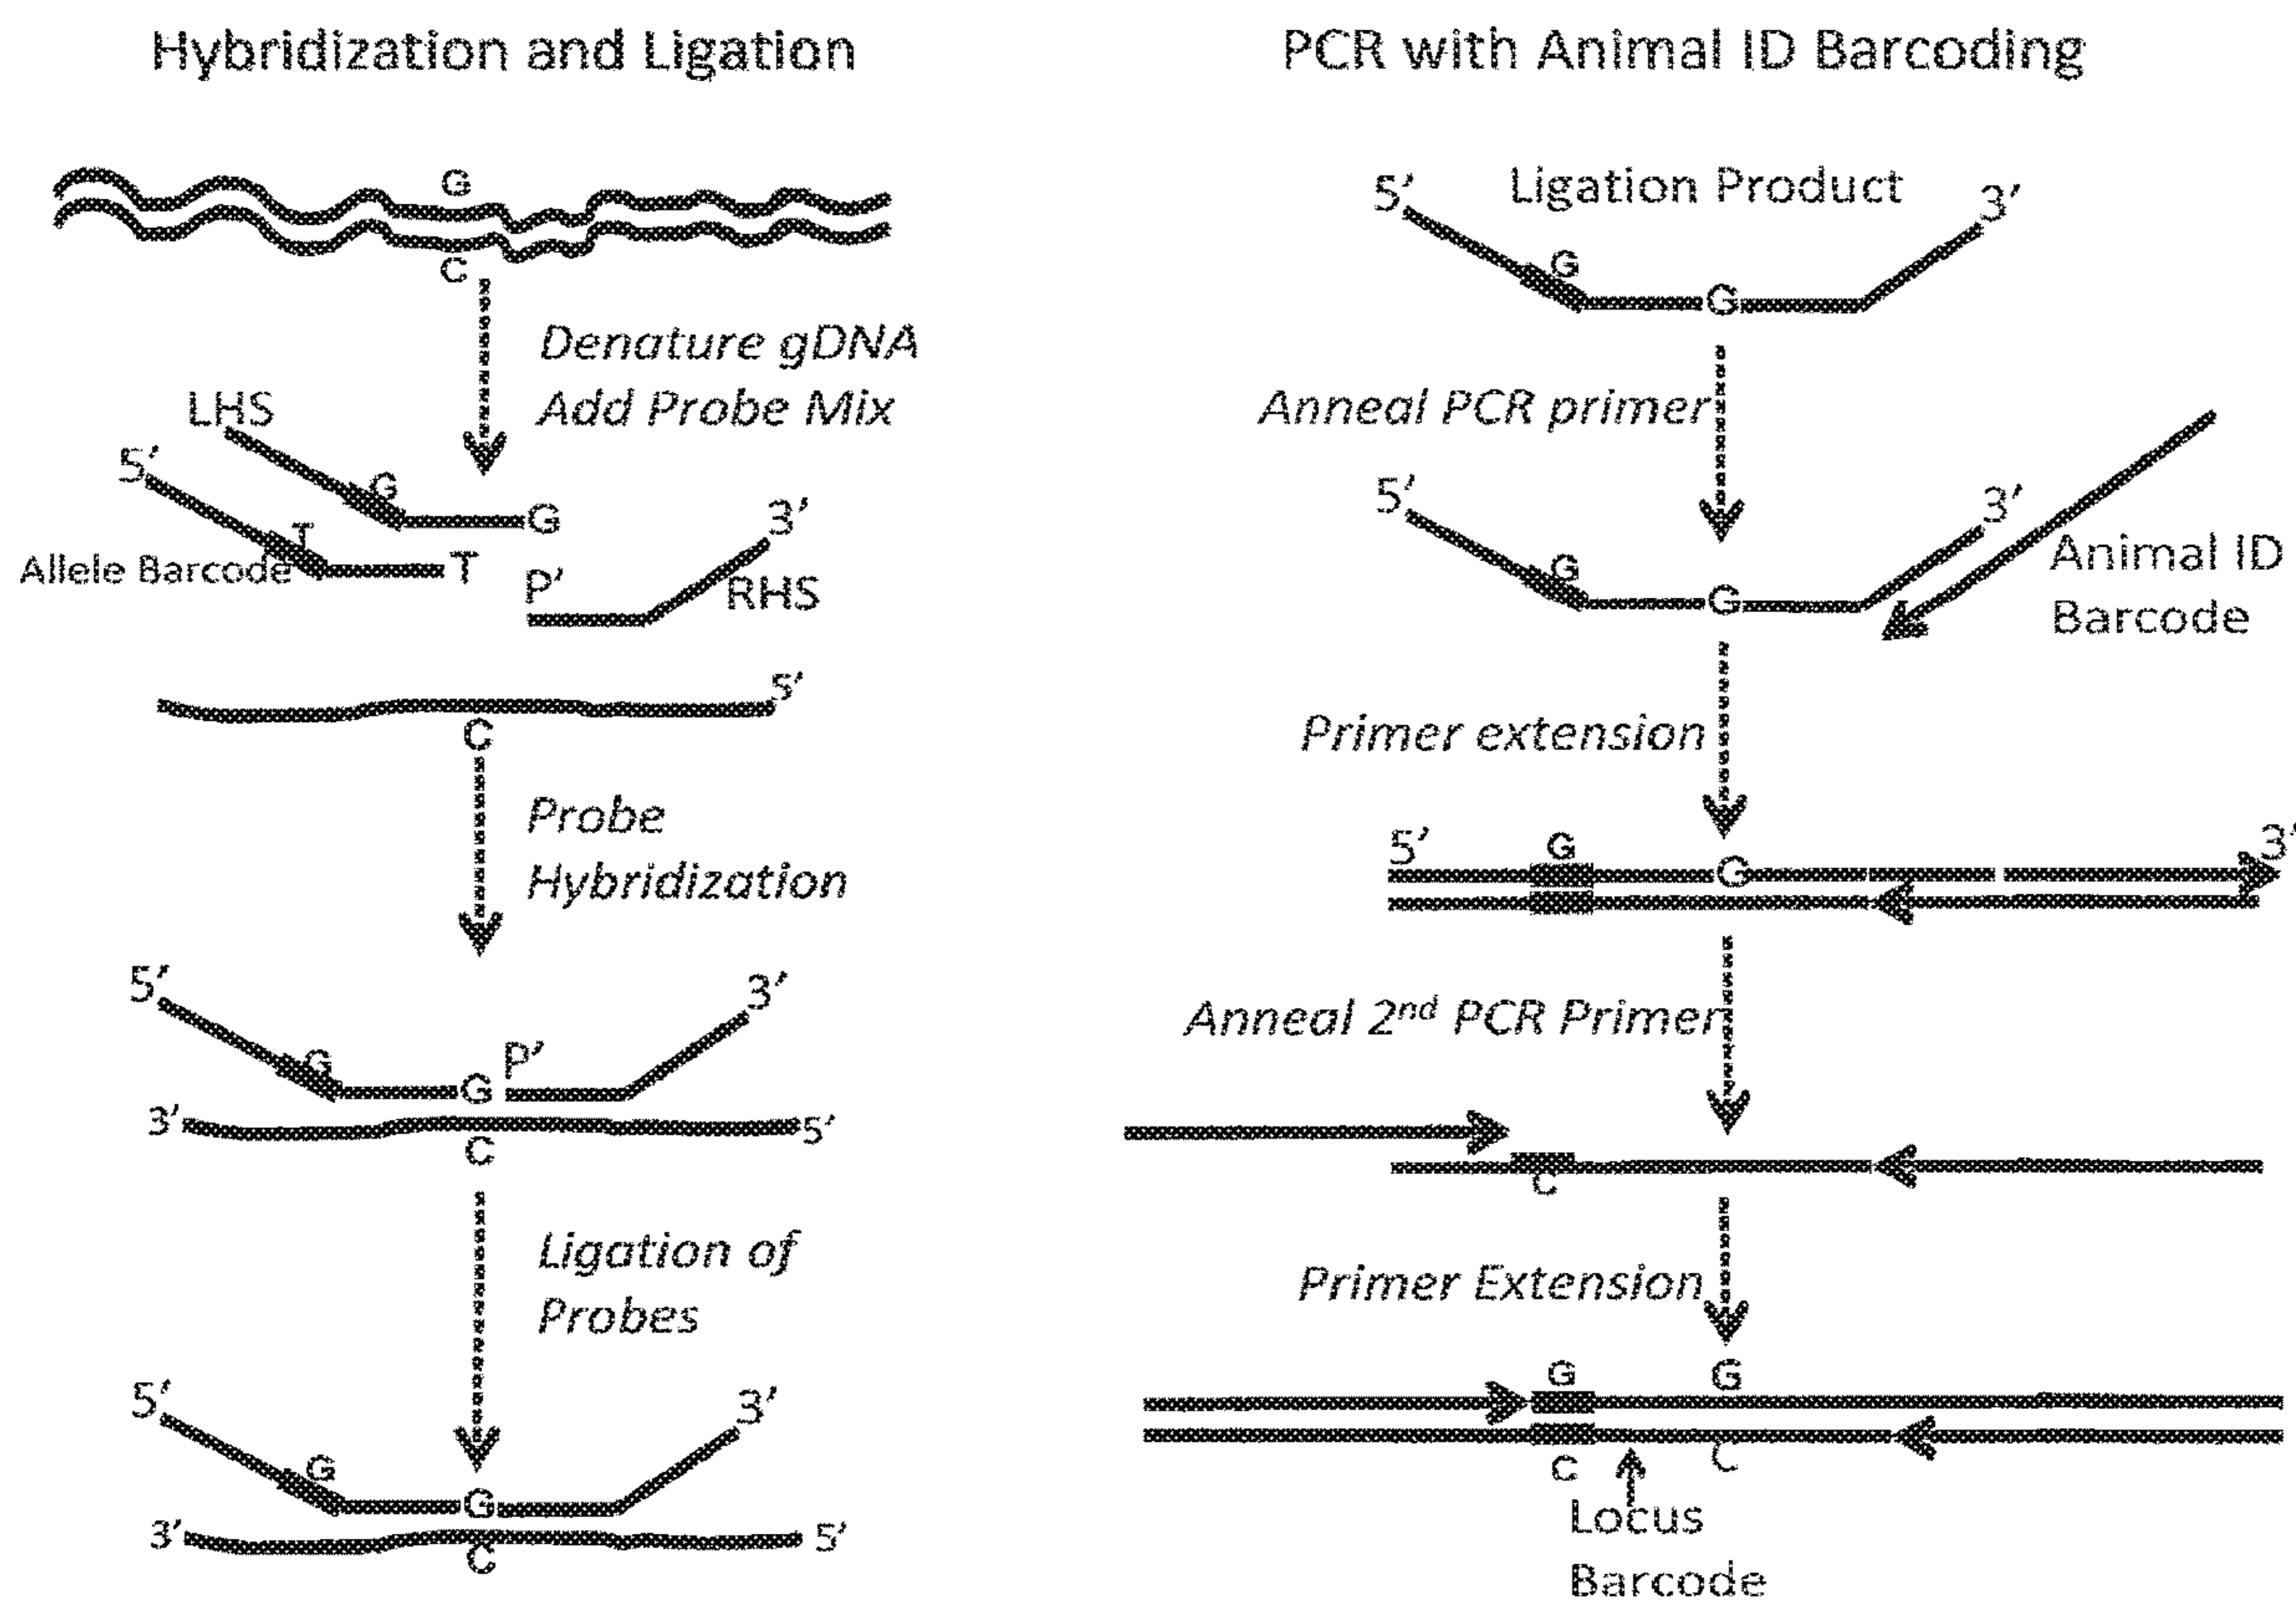 Hybridization and Ligation
G
C
Denature gDNA
Add Probe Mix
LHS
5'
G
G
T
Allele Barcode
T
P'
3'
RHS
5'
C
Probe
Hybridization
5'
G
G
P'
3'
3'
C
5'
Ligation of
Probes
5'
G
G
3'
3'
C
5'
PCR with Animal ID Barcoding
5'
Ligation Product
3'
G
G
Anneal PCR primer
5'
3'
G
G
Animal ID
Barcode
Primer extension
5'
G
G
3'
Anneal 2nd PCR Primer
C
Primer Extension
G
G
C
C
Locus
Barcode